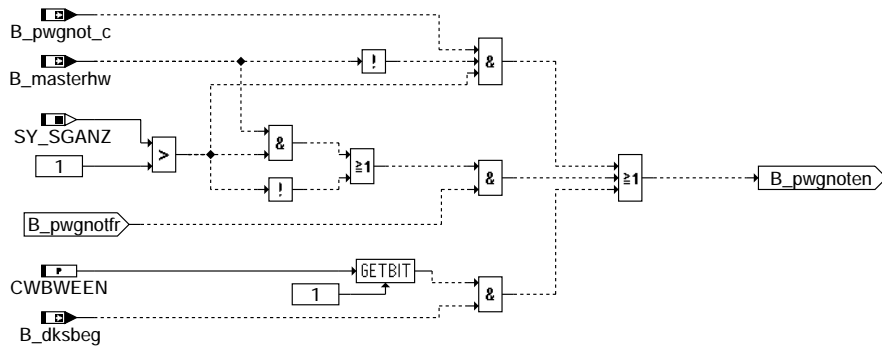 B_pwgnot_c
B_masterhw
!
&
SY_SGANZ
>
1
&
!
≧1
&
≧1
B_pwgnoten
B_pwgnotfr
CWBWEEN
P
GETBIT
1
&
B_dksbeg